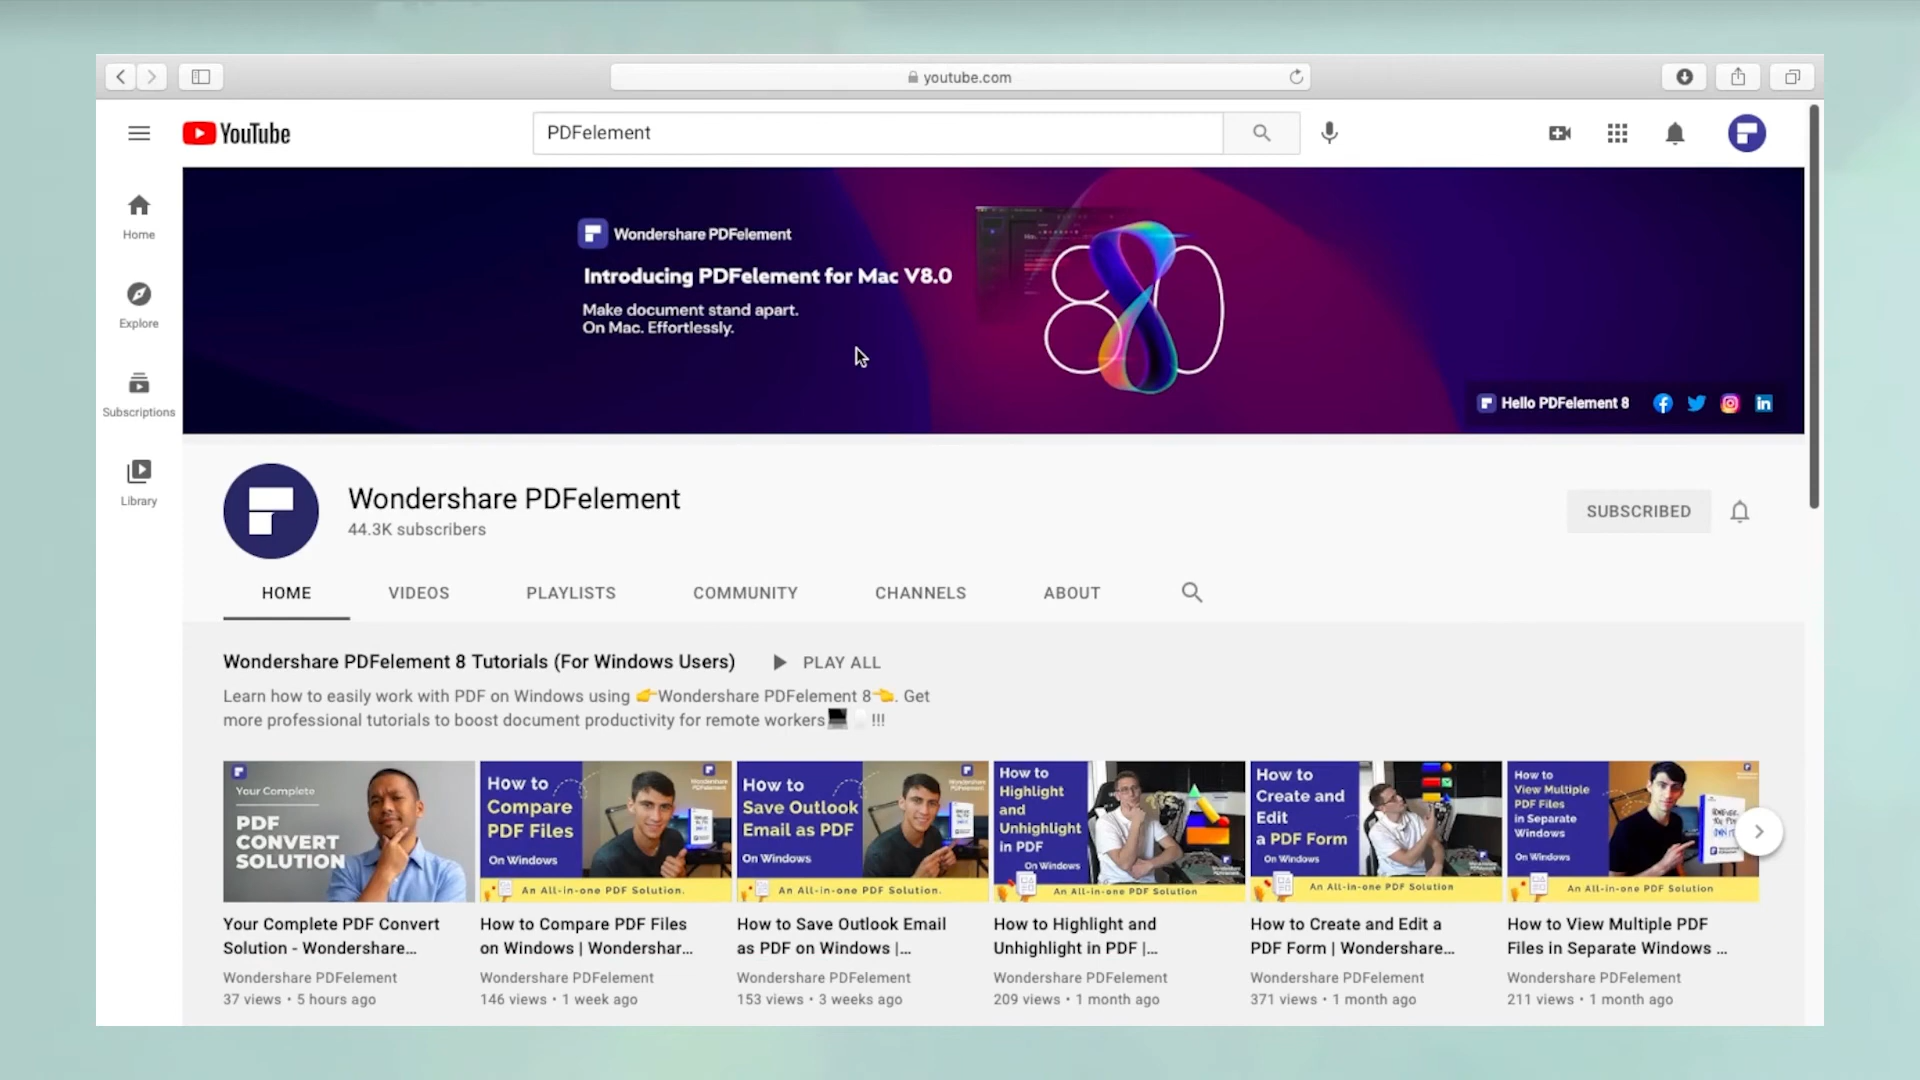 youtube.com
YouTube
PDFelement
Home
Explore
Subscriptions
Library
Wondershare PDFelement
Introducing PDFelement for Mac V8.0
Make document stand apart.
On Mac. Effortlessly.
80
Hello PDFelement 8
Wondershare PDFelement
44.3K subscribers
SUBSCRIBED
HOME
VIDEOS
PLAYLISTS
COMMUNITY
CHANNELS
ABOUT
Wondershare PDFelement 8 Tutorials (For Windows Users)
PLAY ALL
Learn how to easily work with PDF on Windows using 👉Wondershare PDFelement 8👈. Get
more professional tutorials to boost document productivity for remote workers💻 !!!
Your Complete
PDF
CONVERT
SOLUTION
How to
Compare
PDF Files
On Windows
An All-in-one PDF Solution.
How to
Save Outlook
Email as PDF
On Windows
An All-in-one PDF Solution.
How to
Highlight
and
Unhighlight
in PDF
On Windows
An All-in-one PDF Solution
How to
Create and
Edit
a PDF Form
On Windows
An All-in-one PDF Solution
How to
View Multiple
PDF Files
in Separate
Windows
On Windows
An All-in-one PDF Solution
Your Complete PDF Convert
Solution - Wondershare...
Wondershare PDFelement
37 views • 5 hours ago
How to Compare PDF Files
on Windows | Wondershar...
Wondershare PDFelement
146 views • 1 week ago
How to Save Outlook Email
as PDF on Windows |...
Wondershare PDFelement
153 views • 3 weeks ago
How to Highlight and
Unhighlight in PDF |...
Wondershare PDFelement
209 views • 1 month ago
How to Create and Edit a
PDF Form | Wondershare...
Wondershare PDFelement
371 views • 1 month ago
How to View Multiple PDF
Files in Separate Windows ...
Wondershare PDFelement
211 views • 1 month ago